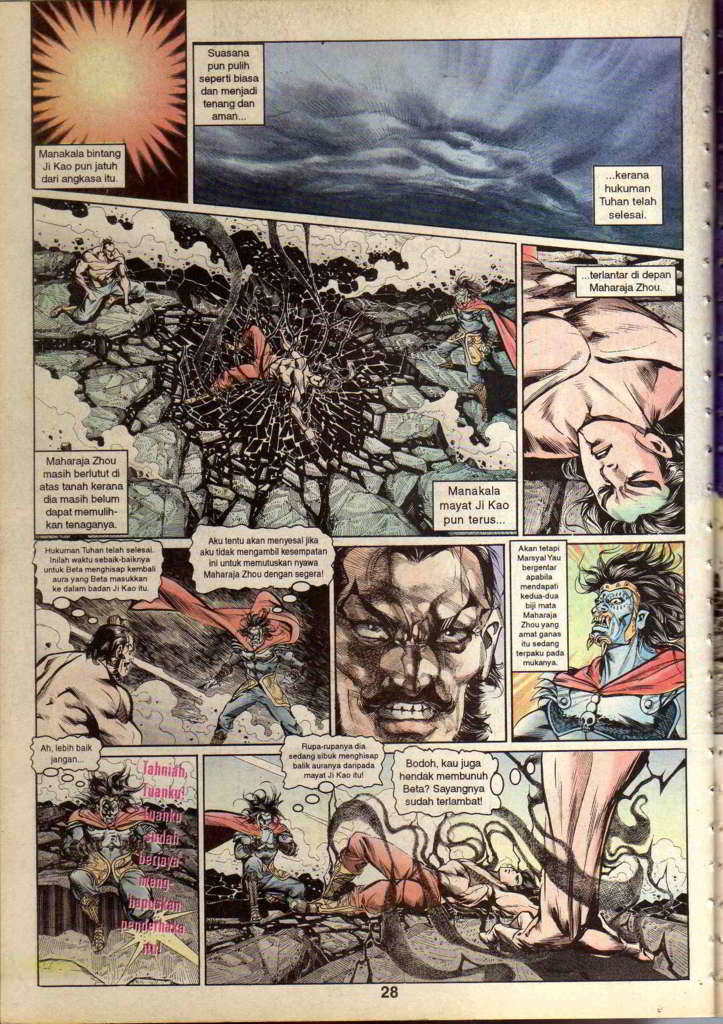 Manakala bintang
Ji Kao pun jatuh
dari angkasa itu.
Suasana
pun pulih
seperti biasa
dan menjadi
tenang dan
aman...
...kerana
hukuman
Tuhan telah
selesai.
Maharaja Zhou
masih berlutut di
atas tanah kerana
dia masih belum
dapat memulih-
kan tenaganya.
Manakala
mayat Ji Kao
pun terus...
...terlantar di depan
Maharaja Zhou.
Hukuman Tuhan telah selesai.
Inilah waktu sebaik-baiknya
untuk Beta menghisap kembali
aura yang Beta masukkan
ke dalam badan Ji Kao itu.
Aku tentu akan menyesal jika
aku tidak mengambil kesempatan
ini untuk memutuskan nyawa
Maharaja Zhou dengan segera!
Akan tetapi
Marsyal Yau
bergentar
apabila
mendapati
kedua-dua
biji mata
Maharaja
Zhou yang
amat ganas
itu sedang
terpaku pada
mukanya.
Ah, lebih baik
jangan...
Tahniah,
Tuanku!
Tuanku
sudah
berjaya
meng-
hapuskan
penderhaka
itu!
Rupa-rupanya dia
sedang sibuk menghisap
balik auranya daripada
mayat Ji Kao itu!
Bodoh, kau juga
hendak membunuh
Beta? Sayangnya
sudah terlambat!
28